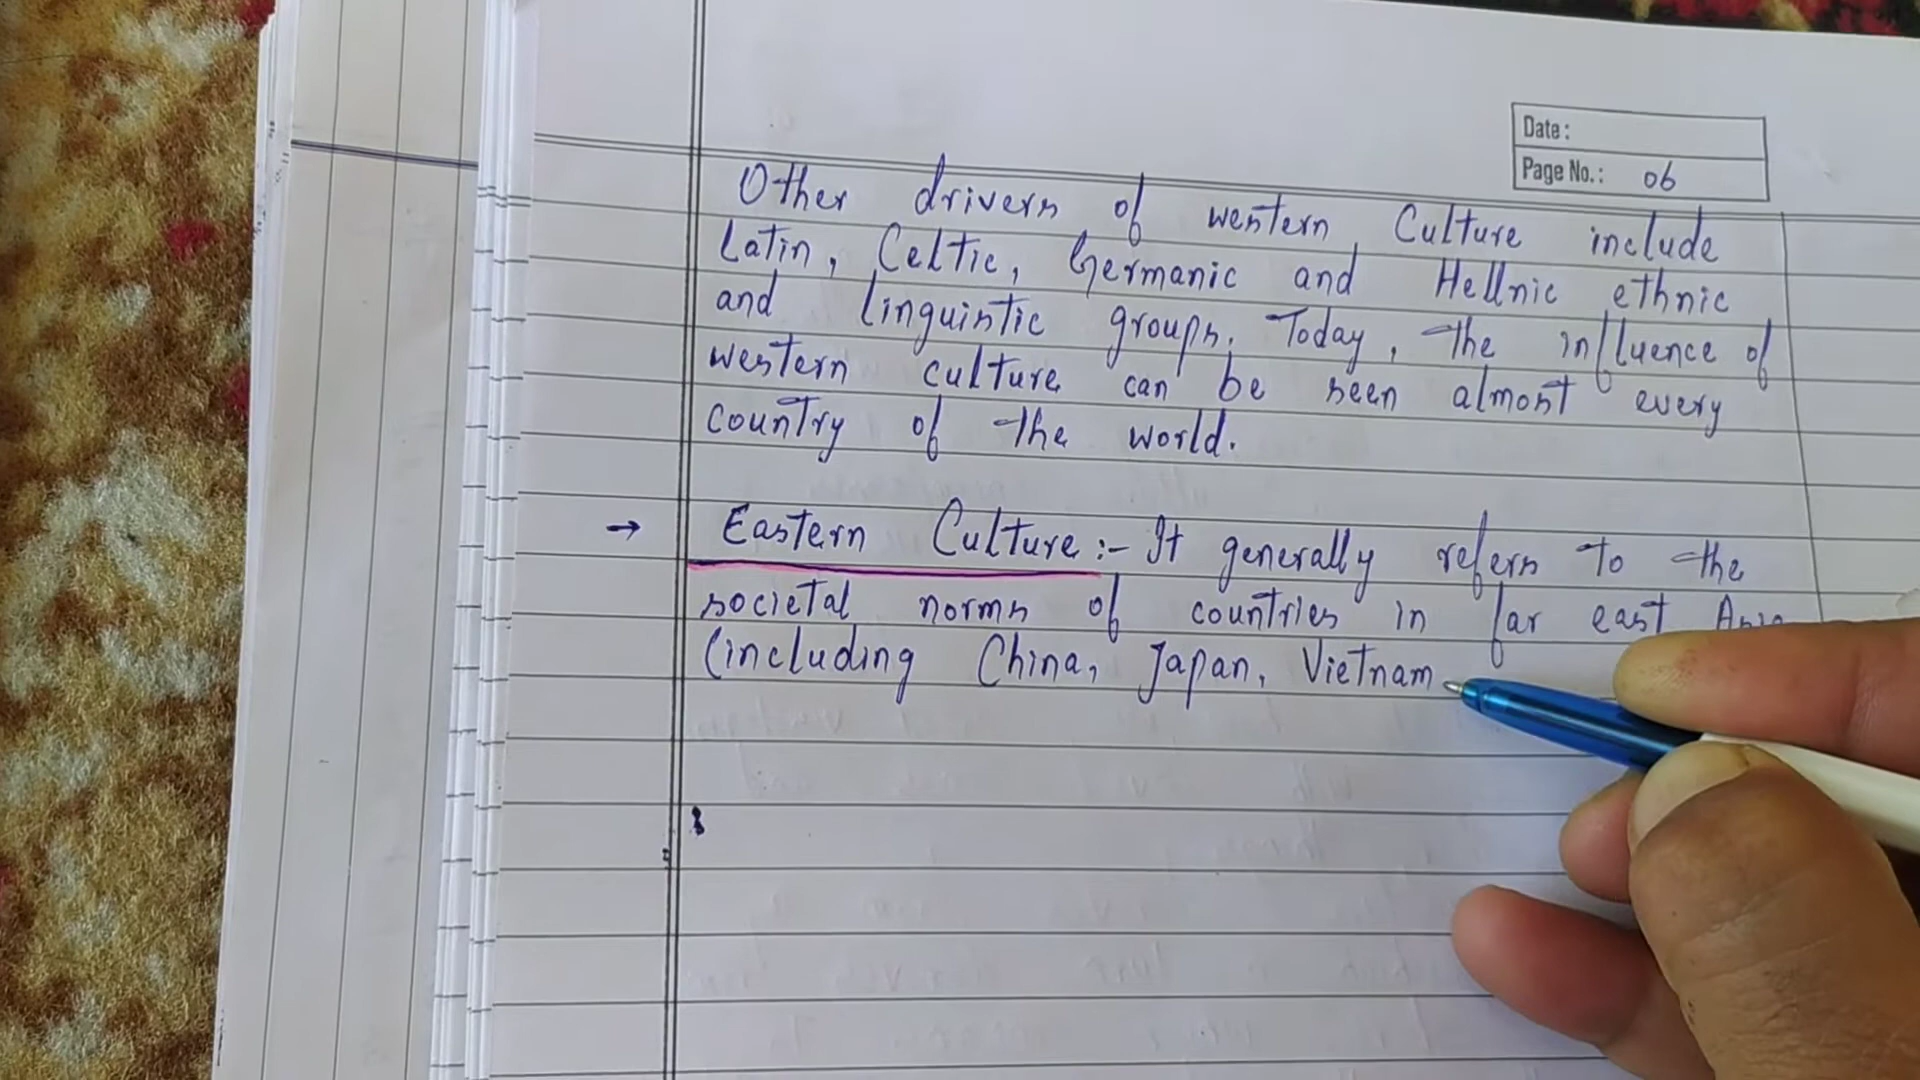 Date:
Page No.: 06
Other drivers of western Culture include
Latin, Celtic, Germanic and Hellnic ethnic
and linguistic groups. Today, the influence of
western culture can be seen almost every
country of the world.
→ Eastern Culture :- It generally refers to the
societal norms of countries in far east Asia
(including China, Japan, Vietnam